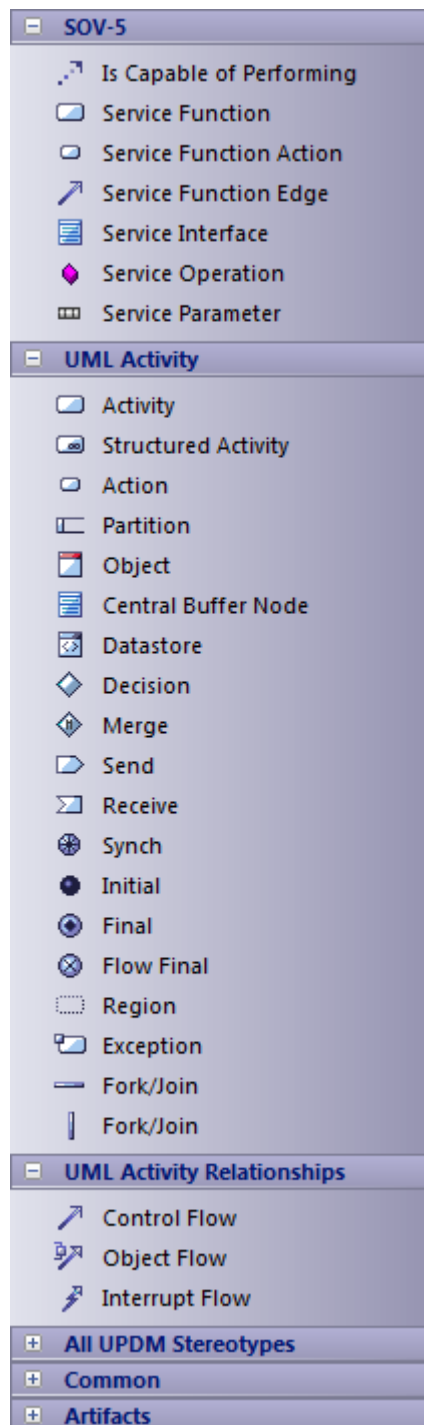 SOV-5
Is Capable of Performing
Service Function
Service Function Action
Service Function Edge
Service Interface
Service Operation
Service Parameter
UML Activity
Activity
Structured Activity
Action
Partition
Object
Central Buffer Node
Datastore
Decision
Merge
Send
Receive
Synch
Initial
Final
Flow Final
Region
Exception
Fork/Join
Fork/Join
UML Activity Relationships
Control Flow
Object Flow
Interrupt Flow
All UPDM Stereotypes
Common
Artifacts